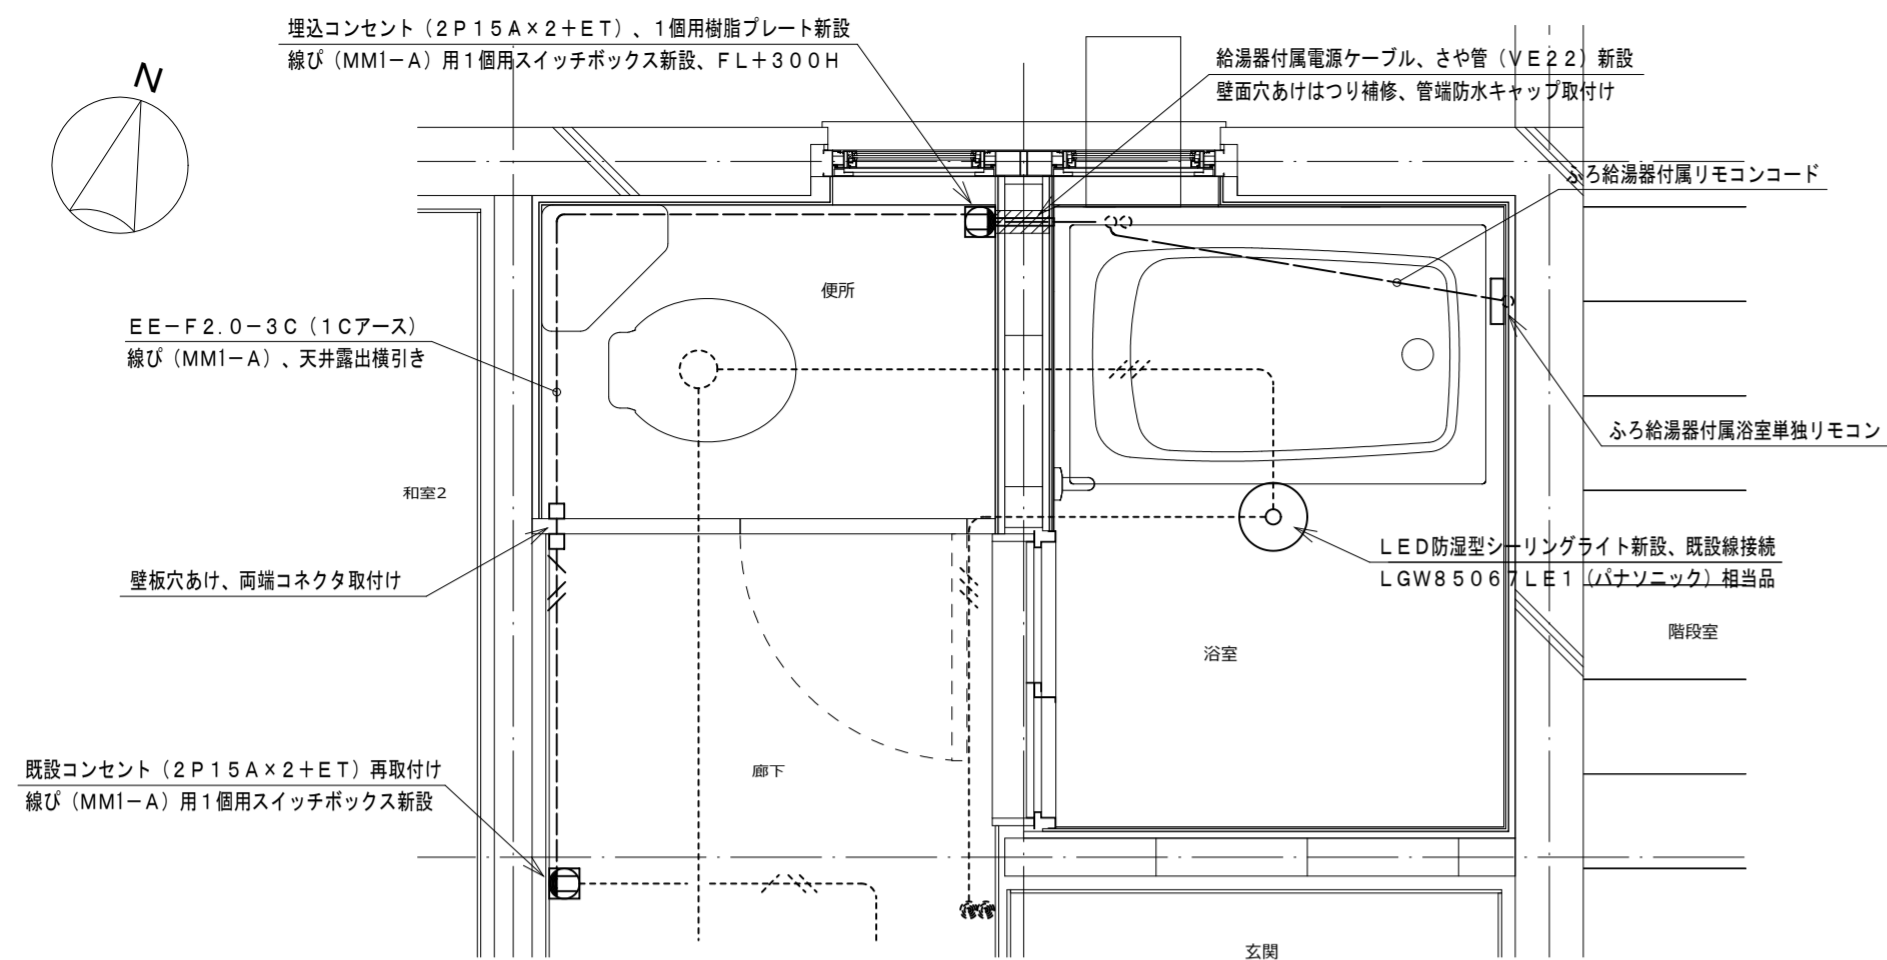 埋込コンセント（２Ｐ１５Ａ×２＋ＥＴ）、１個用樹脂プレート新設
線ぴ（MM1－A）用１個用スイッチボックス新設、ＦＬ＋３００Ｈ
給湯器付属電源ケーブル、さや管（ＶＥ２２）新設
壁面穴あけはつり補修、管端防水キャップ取付け
N
ふろ給湯器付属リモコンコード
便所
ＥＥ－Ｆ２.０－３Ｃ（１Ｃアース）
線ぴ（MM1－A）、天井露出横引き
ふろ給湯器付属浴室単独リモコン
和室2
ＬＥＤ防湿型シーリングライト新設、既設線接続
ＬＧＷ８５０６７ＬＥ１（パナソニック）相当品
壁板穴あけ、両端コネクタ取付け
階段室
浴室
廊下
既設コンセント（２Ｐ１５Ａ×２＋ＥＴ）再取付け
線ぴ（MM1－A）用１個用スイッチボックス新設
玄関